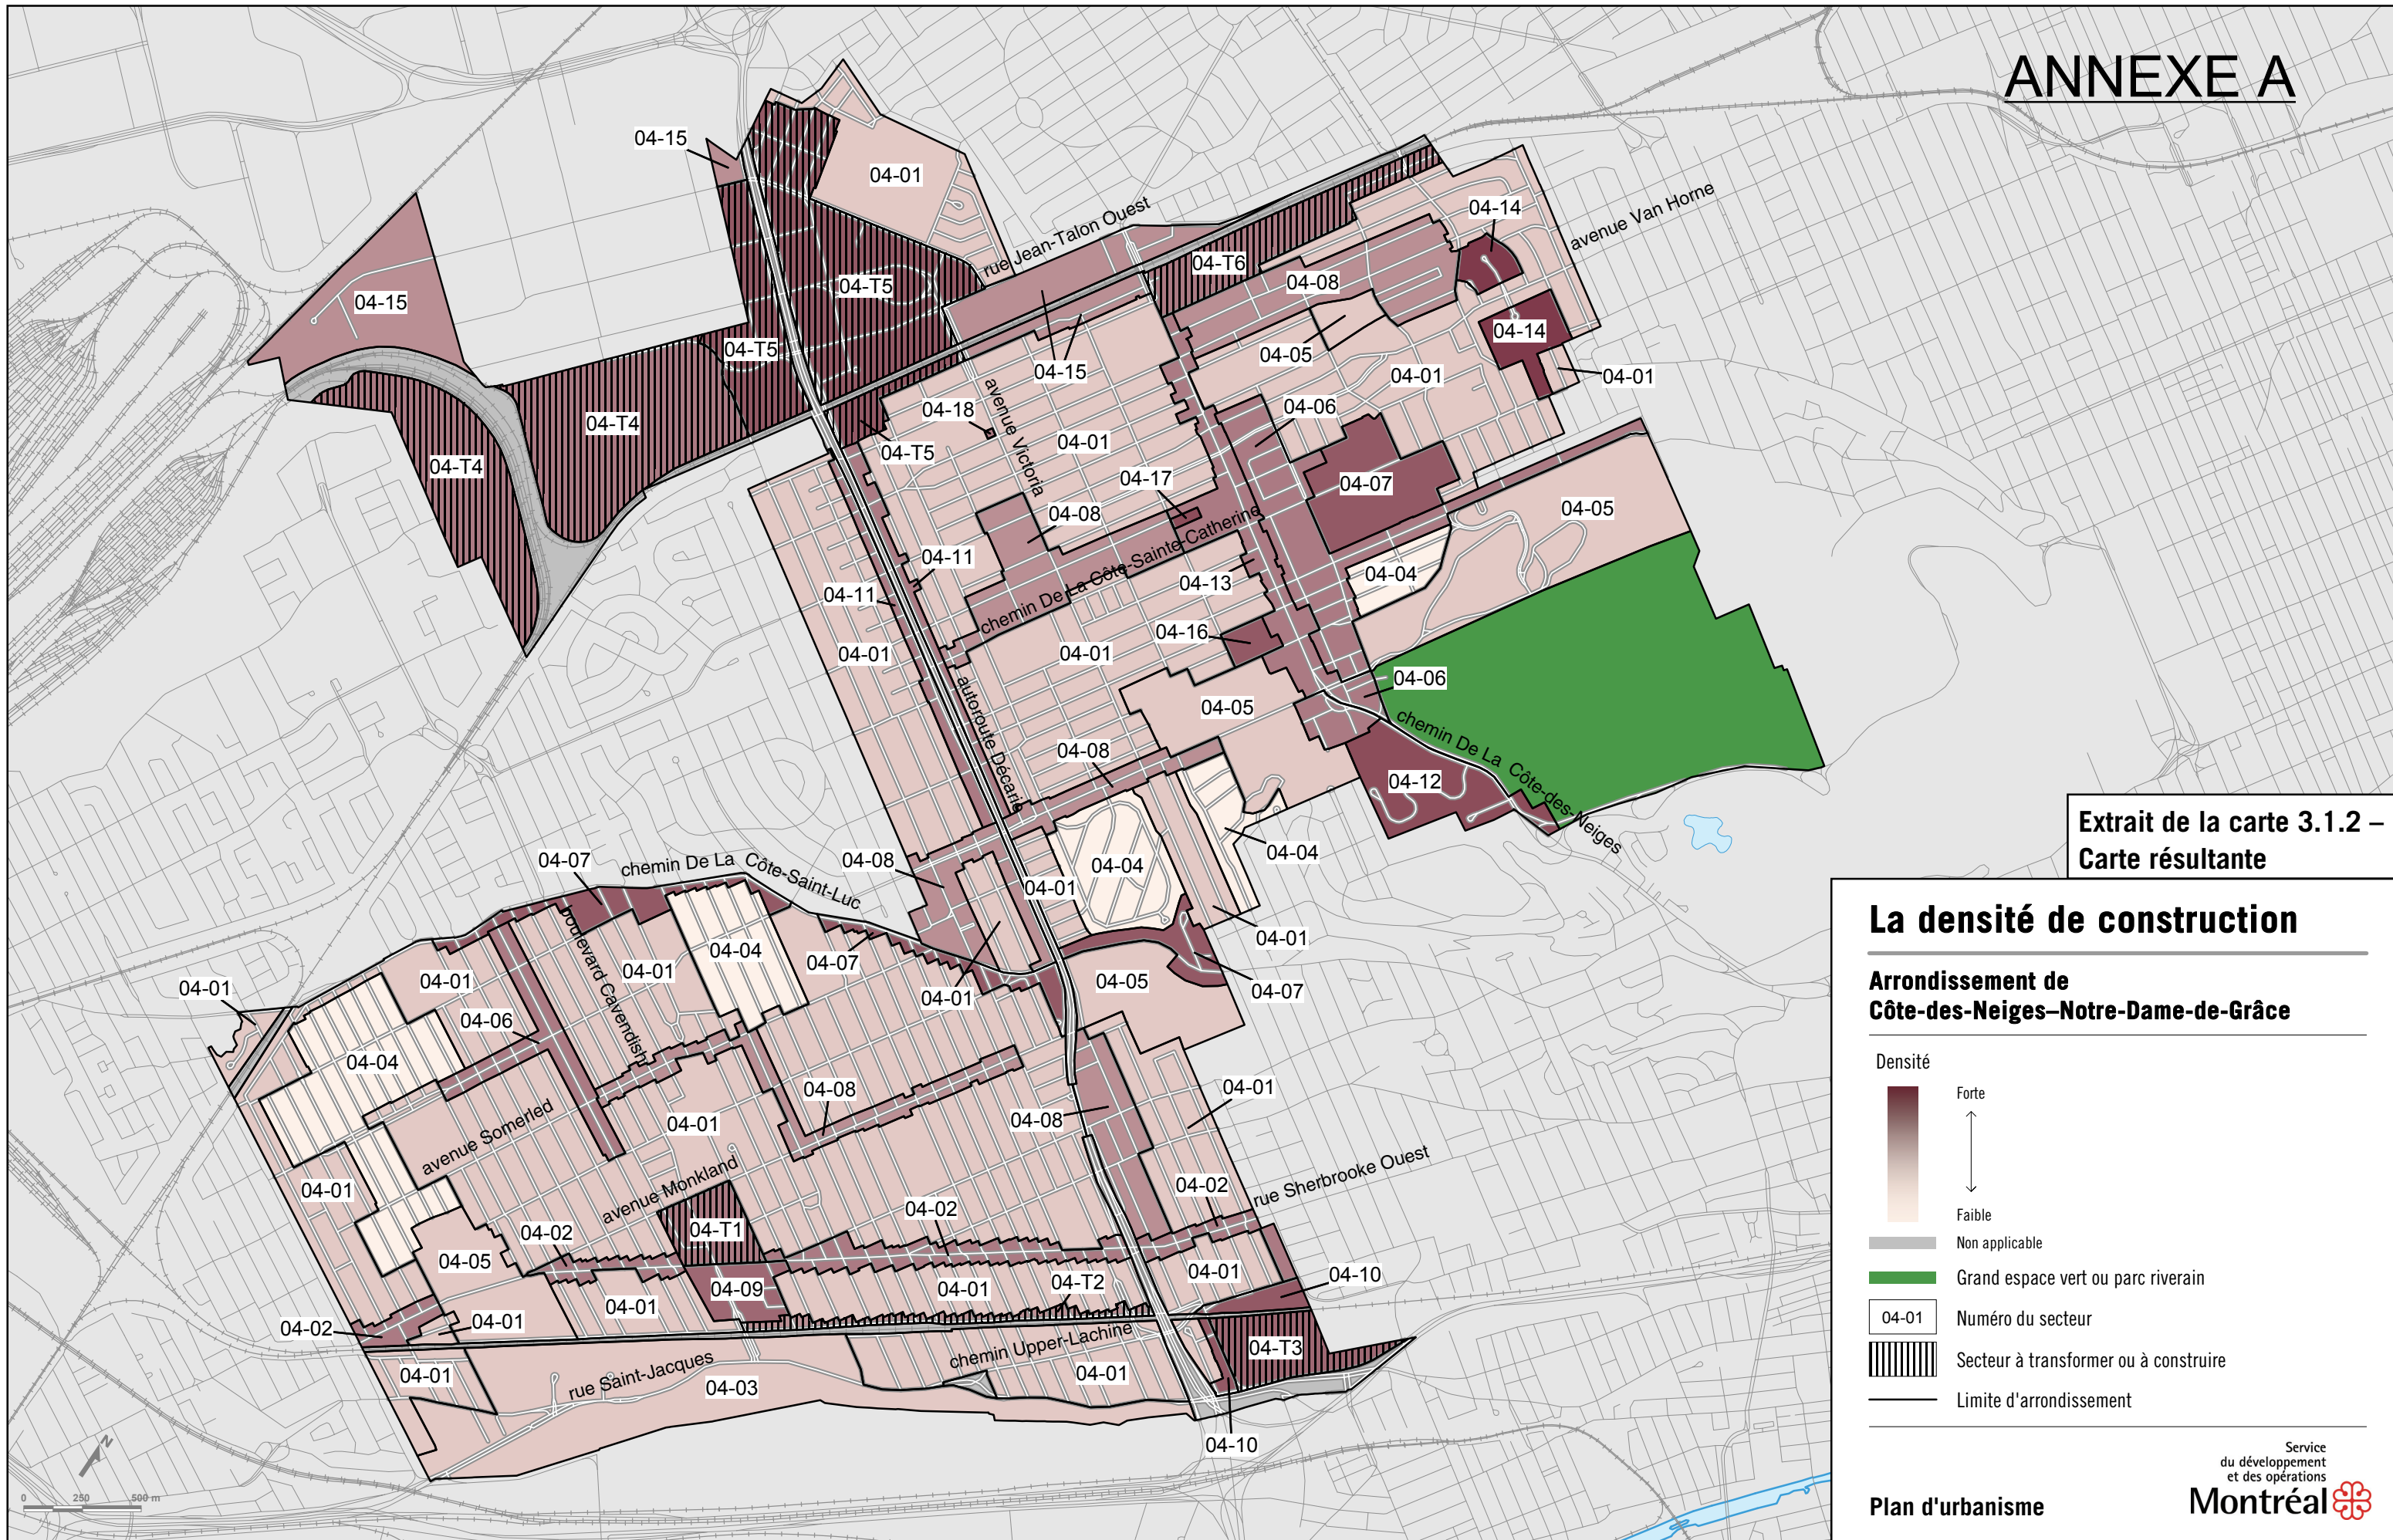 ANNEXE A
04-15
04-01
rue Jean-Talon Ouest
04-14
avenue Van Horne
04-T6
04-08
04-T5
04-15
04-14
04-T5
04-05
04-15
04-01
04-01
04-18
avenue Victoria
04-06
04-T4
04-01
04-T5
04-T4
04-17
04-07
04-08
04-05
chemin De La Côte-Sainte-Catherine
04-11
04-04
04-13
04-11
04-16
04-01
04-01
04-06
autoroute Décarie
04-05
chemin De La Côte-des-Neiges
04-08
04-12
04-04
04-07
chemin De La Côte-Saint-Luc
04-08
04-04
04-01
boulevard Cavendish
04-01
04-04
04-07
04-01
04-01
04-05
04-07
04-01
04-01
04-06
04-04
04-08
04-01
04-08
04-01
avenue Somerled
avenue Monkland
rue Sherbrooke Ouest
04-01
04-02
04-02
04-T1
04-02
04-05
04-01
04-10
04-09
04-01
04-T2
04-01
04-01
04-02
chemin Upper-Lachine
04-T3
04-01
rue Saint-Jacques
04-03
04-01
04-10
N
0 250 500 m
Extrait de la carte 3.1.2 –
Carte résultante
La densité de construction
Arrondissement de
Côte-des-Neiges–Notre-Dame-de-Grâce
Densité
Forte
Faible
Non applicable
Grand espace vert ou parc riverain
04-01 Numéro du secteur
Secteur à transformer ou à construire
Limite d'arrondissement
Service
du développement
et des opérations
Montréal
Plan d'urbanisme